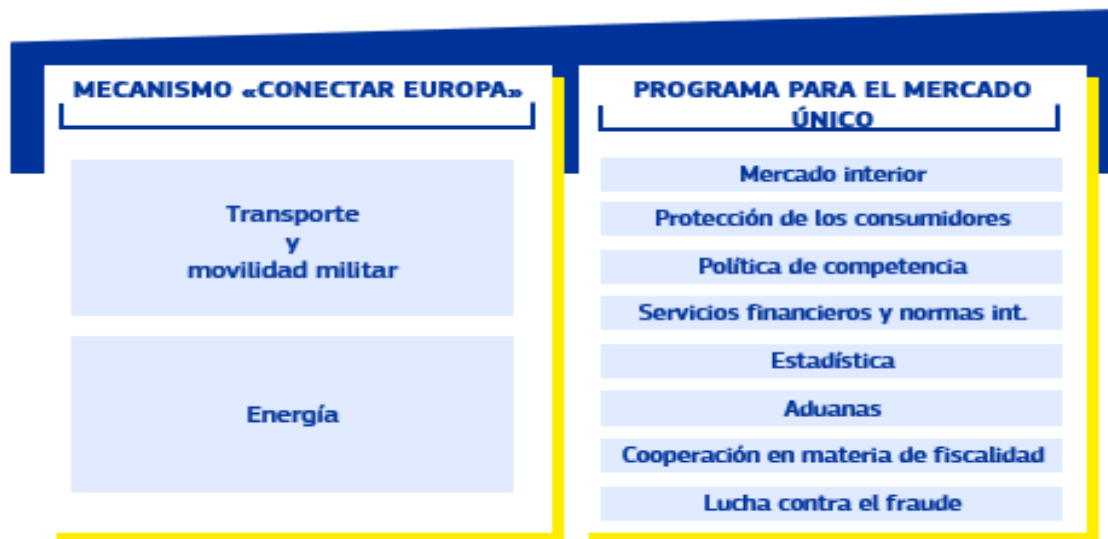 MECANISMO «CONECTAR EUROPA»
Transporte
y
movilidad militar
Energía
PROGRAMA PARA EL MERCADO
ÚNICO
Mercado interior
Protección de los consumidores
Política de competencia
Servicios financieros y normas int.
Estadística
Aduanas
Cooperación en materia de fiscalidad
Lucha contra el fraude